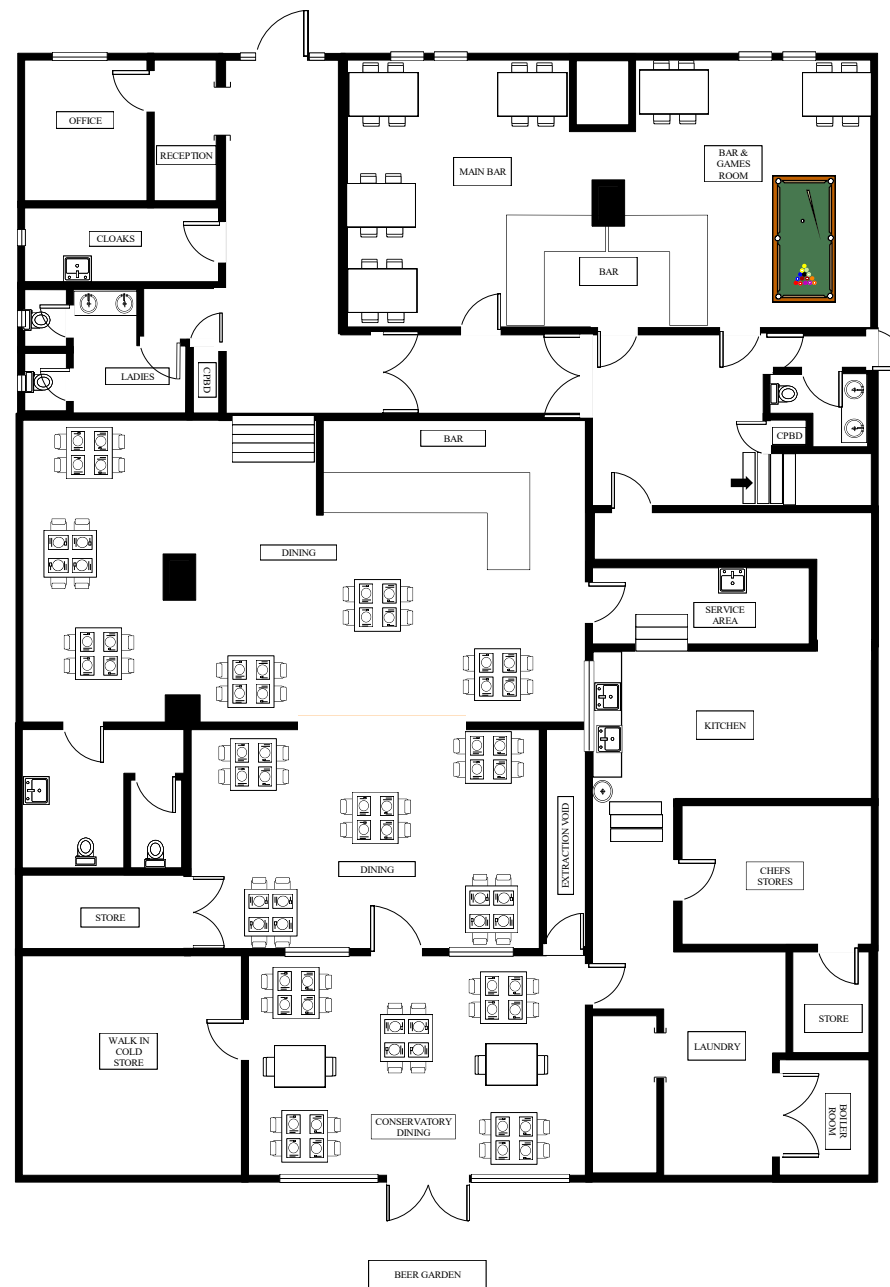 OFFICE
RECEPTION
MAIN BAR
BAR &
GAMES
ROOM
CLOAKS
BAR
LADIES
CPBD
CPBD
BAR
DINING
SERVICE
AREA
KITCHEN
EXTRACTION VOID
DINING
CHEFS
STORES
STORE
WALK IN
COLD
STORE
STORE
LAUNDRY
BOILER
ROOM
CONSERVATORY
DINING
BEER GARDEN